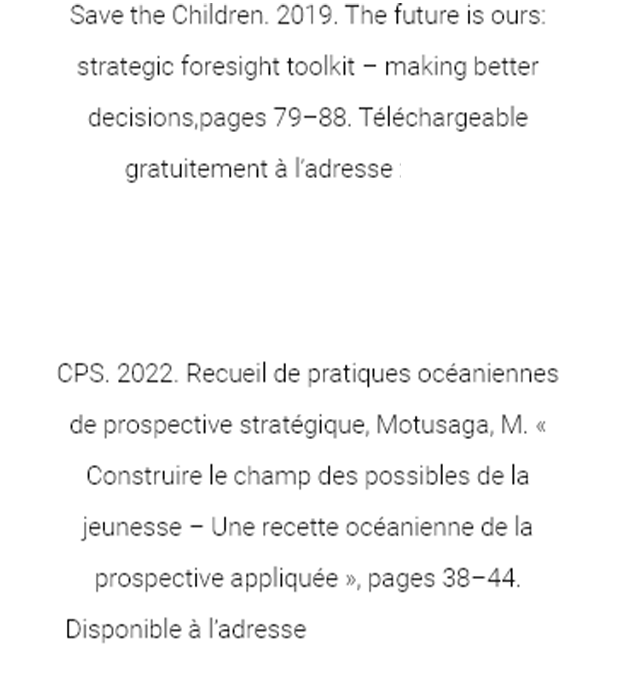 Save the Children. 2019. The future is ours:
strategic foresight toolkit – making better
decisions,pages 79–88. Téléchargeable
gratuitement à l'adresse :
CPS. 2022. Recueil de pratiques océaniennes
de prospective stratégique, Motusaga, M. «
Construire le champ des possibles de la
jeunesse – Une recette océanienne de la
prospective appliquée », pages 38–44.
Disponible à l'adresse